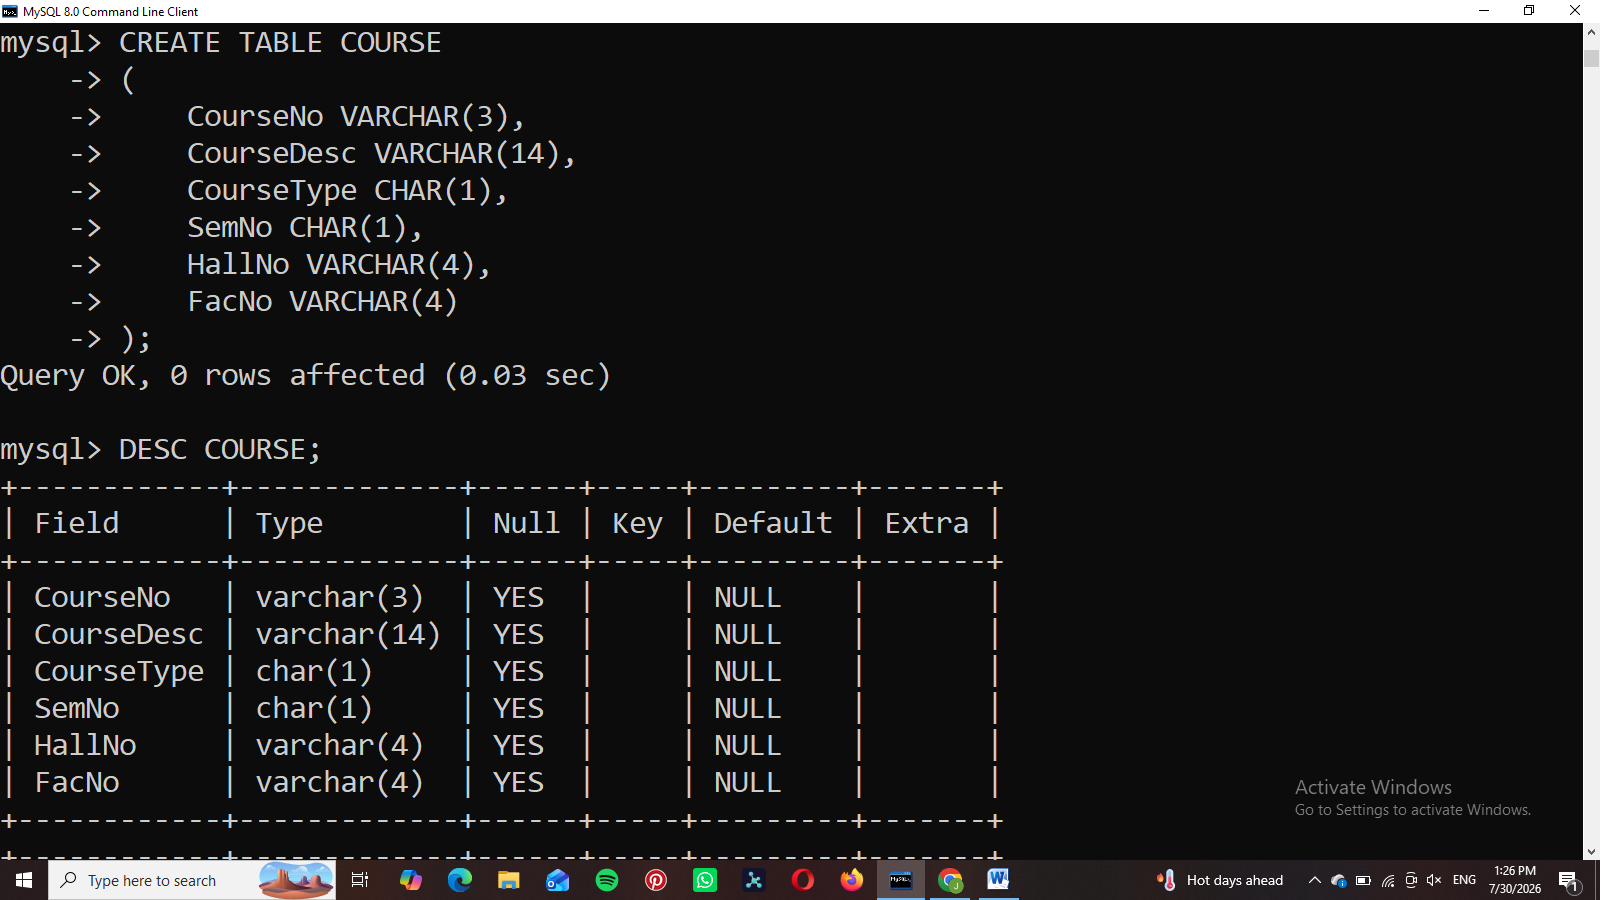 MySQL 8.0 Command Line Client
mysql> CREATE TABLE COURSE
    -> (
    ->     CourseNo VARCHAR(3),
    ->     CourseDesc VARCHAR(14),
    ->     CourseType CHAR(1),
    ->     SemNo CHAR(1),
    ->     HallNo VARCHAR(4),
    ->     FacNo VARCHAR(4)
    -> );
Query OK, 0 rows affected (0.03 sec)
mysql> DESC COURSE;
+------------+-------------+------+-----+---------+-------+
| Field      | Type        | Null | Key | Default | Extra |
+------------+-------------+------+-----+---------+-------+
| CourseNo   | varchar(3)  | YES  |     | NULL    |       |
| CourseDesc | varchar(14) | YES  |     | NULL    |       |
| CourseType | char(1)     | YES  |     | NULL    |       |
| SemNo      | char(1)     | YES  |     | NULL    |       |
| HallNo     | varchar(4)  | YES  |     | NULL    |       |
| FacNo      | varchar(4)  | YES  |     | NULL    |       |
+------------+-------------+------+-----+---------+-------+
+------------+-------------+------+-----+---------+-------+
Activate Windows
Go to Settings to activate Windows.
Type here to search
Hot days ahead
ENG
1:26 PM
7/30/2026
1